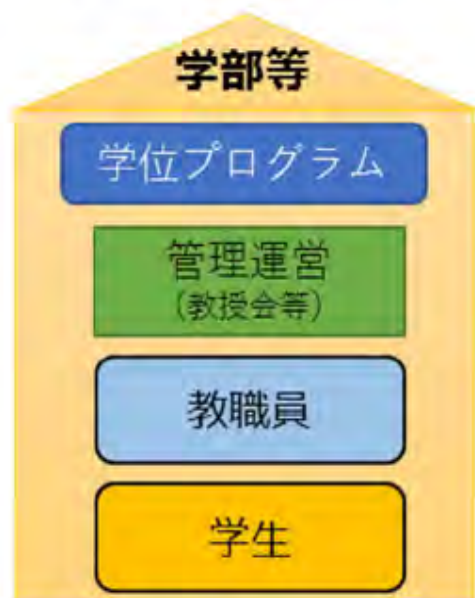 学部等
学位プログラム
管理運営
(教授会等)
教職員
学生